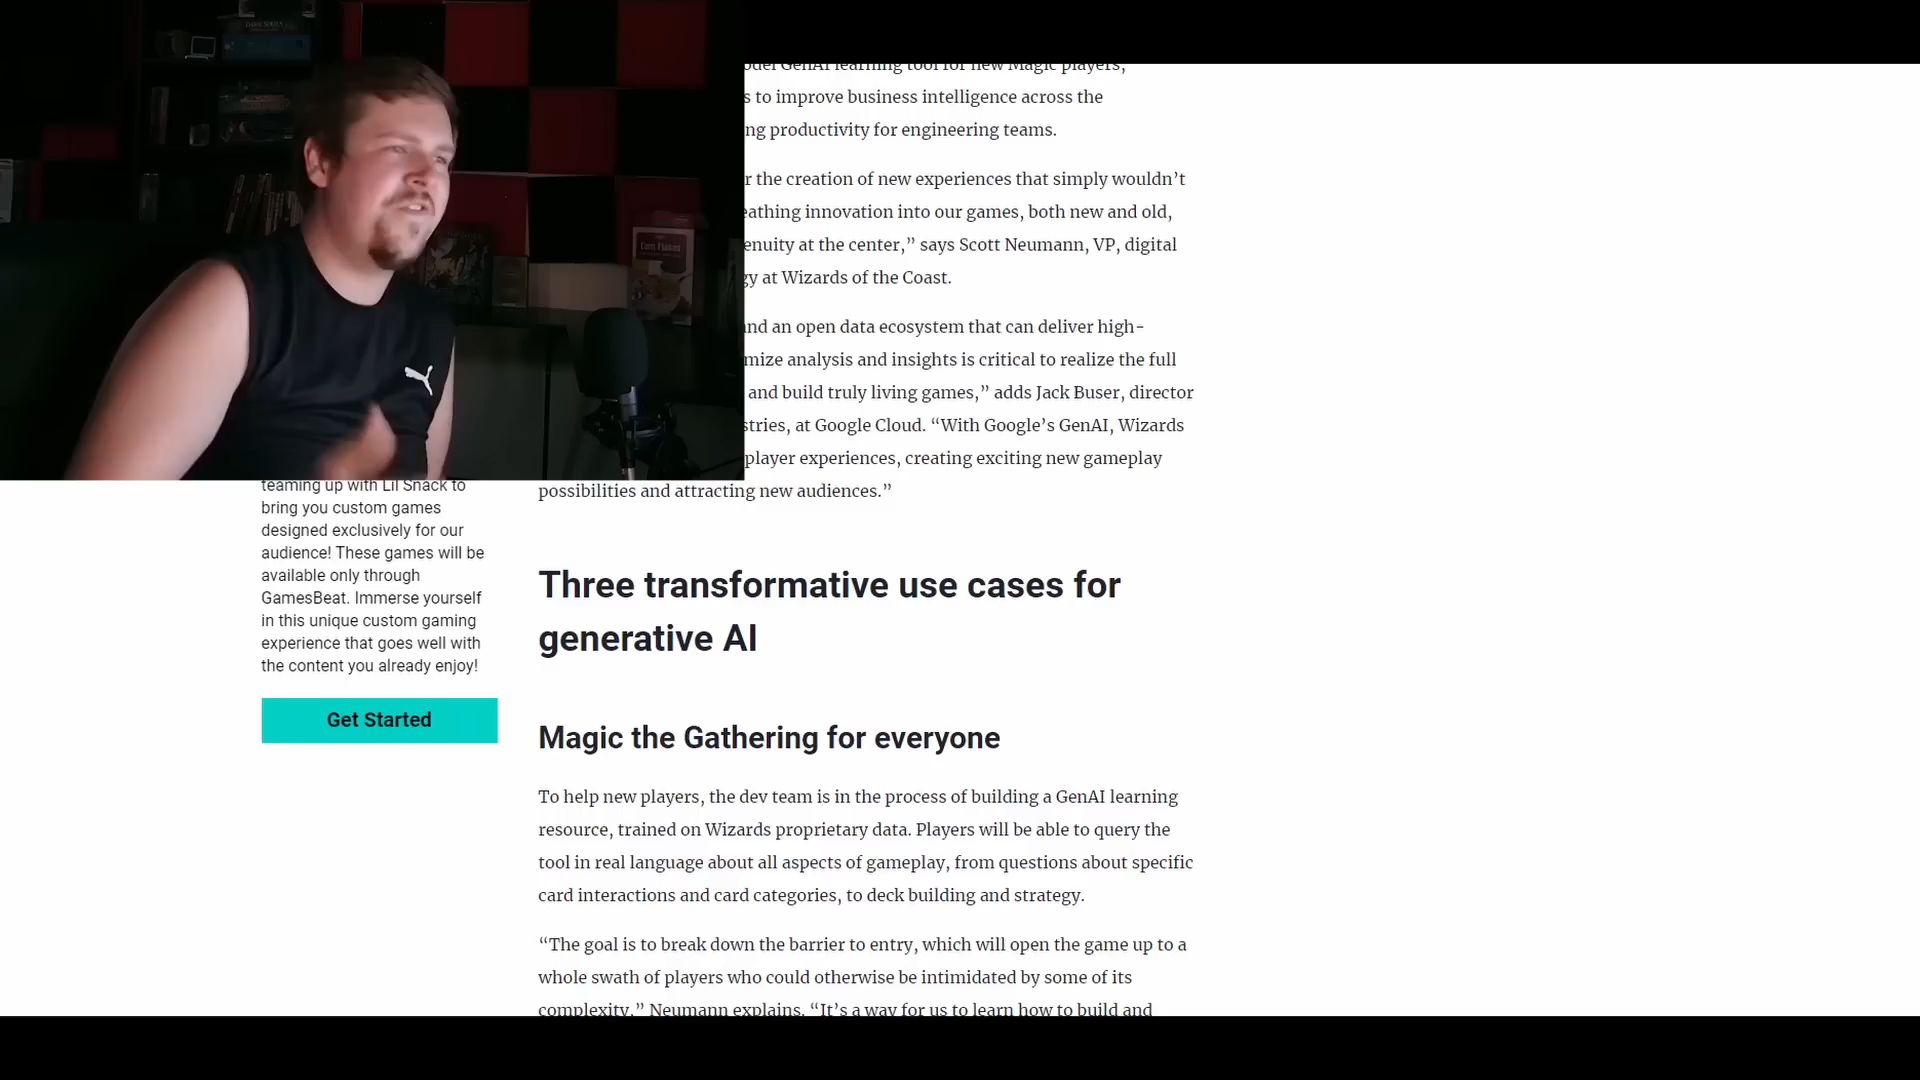 odel GenAI learning tool for new Magic players,
s to improve business intelligence across the
ng productivity for engineering teams.
r the creation of new experiences that simply wouldn’t
eathing innovation into our games, both new and old,
enuity at the center,” says Scott Neumann, VP, digital
gy at Wizards of the Coast.
nd an open data ecosystem that can deliver high-
mize analysis and insights is critical to realize the full
and build truly living games,” adds Jack Buser, director
stries, at Google Cloud. “With Google’s GenAI, Wizards
player experiences, creating exciting new gameplay
possibilities and attracting new audiences.”
Corn Flakes
teaming up with Lil Snack to
bring you custom games
designed exclusively for our
audience! These games will be
available only through
GamesBeat. Immerse yourself
in this unique custom gaming
experience that goes well with
the content you already enjoy!
Get Started
Three transformative use cases for
generative AI
Magic the Gathering for everyone
To help new players, the dev team is in the process of building a GenAI learning
resource, trained on Wizards proprietary data. Players will be able to query the
tool in real language about all aspects of gameplay, from questions about specific
card interactions and card categories, to deck building and strategy.
“The goal is to break down the barrier to entry, which will open the game up to a
whole swath of players who could otherwise be intimidated by some of its
complexity,” Neumann explains. “It’s a way for us to learn how to build and